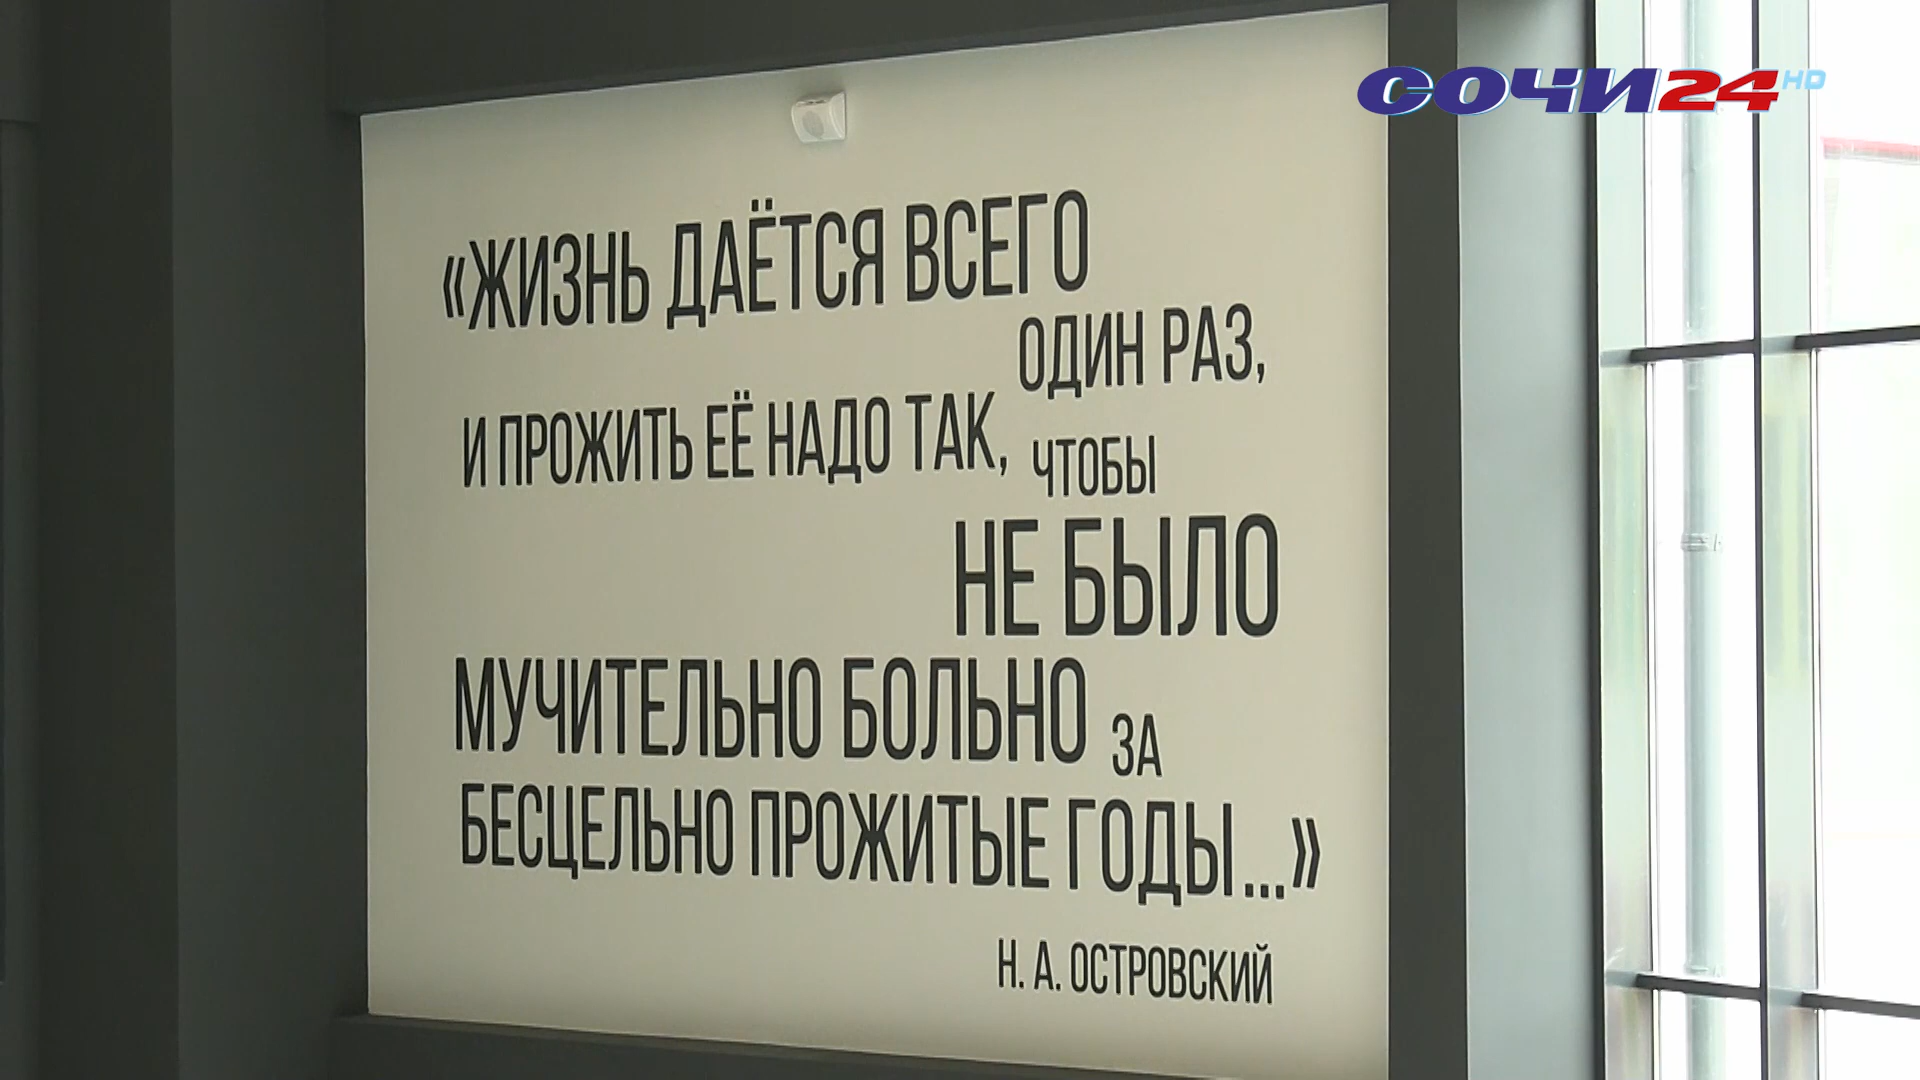 СОЧИ24 HD
«ЖИЗНЬ ДАЁТСЯ ВСЕГО
ОДИН РАЗ,
И ПРОЖИТЬ ЕЁ НАДО ТАК, ЧТОБЫ
НЕ БЫЛО
МУЧИТЕЛЬНО БОЛЬНО ЗА
БЕСЦЕЛЬНО ПРОЖИТЫЕ ГОДЫ...»
Н. А. ОСТРОВСКИЙ